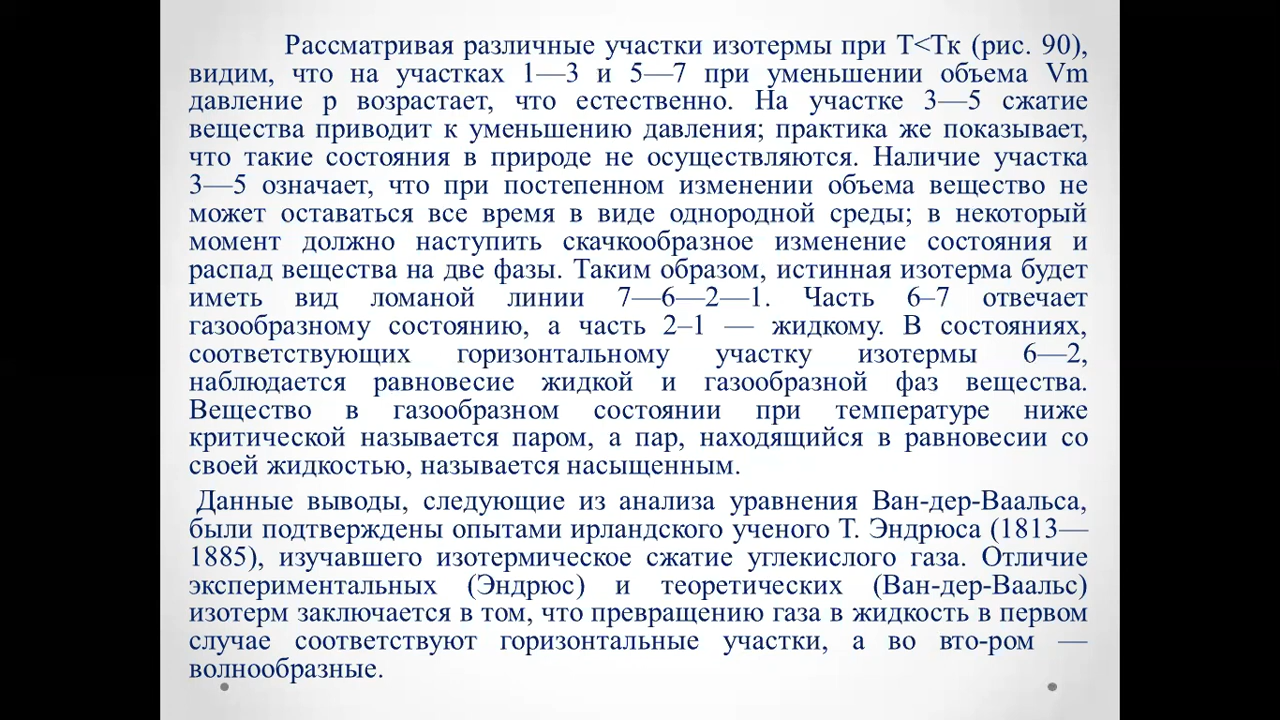 Рассматривая различные участки изотермы при T<Tк (рис. 90),
видим, что на участках 1—3 и 5—7 при уменьшении объема Vm
давление p возрастает, что естественно. На участке 3—5 сжатие
вещества приводит к уменьшению давления; практика же показывает,
что такие состояния в природе не осуществляются. Наличие участка
3—5 означает, что при постепенном изменении объема вещество не
может оставаться все время в виде однородной среды; в некоторый
момент должно наступить скачкообразное изменение состояния и
распад вещества на две фазы. Таким образом, истинная изотерма будет
иметь вид ломаной линии 7—6—2—1. Часть 6–7 отвечает
газообразному состоянию, а часть 2–1 — жидкому. В состояниях,
соответствующих горизонтальному участку изотермы 6—2,
наблюдается равновесие жидкой и газообразной фаз вещества.
Вещество в газообразном состоянии при температуре ниже
критической называется паром, а пар, находящийся в равновесии со
своей жидкостью, называется насыщенным.
Данные выводы, следующие из анализа уравнения Ван-дер-Ваальса,
были подтверждены опытами ирландского ученого Т. Эндрюса (1813—
1885), изучавшего изотермическое сжатие углекислого газа. Отличие
экспериментальных (Эндрюс) и теоретических (Ван-дер-Ваальс)
изотерм заключается в том, что превращению газа в жидкость в первом
случае соответствуют горизонтальные участки, а во вто-ром —
волнообразные.